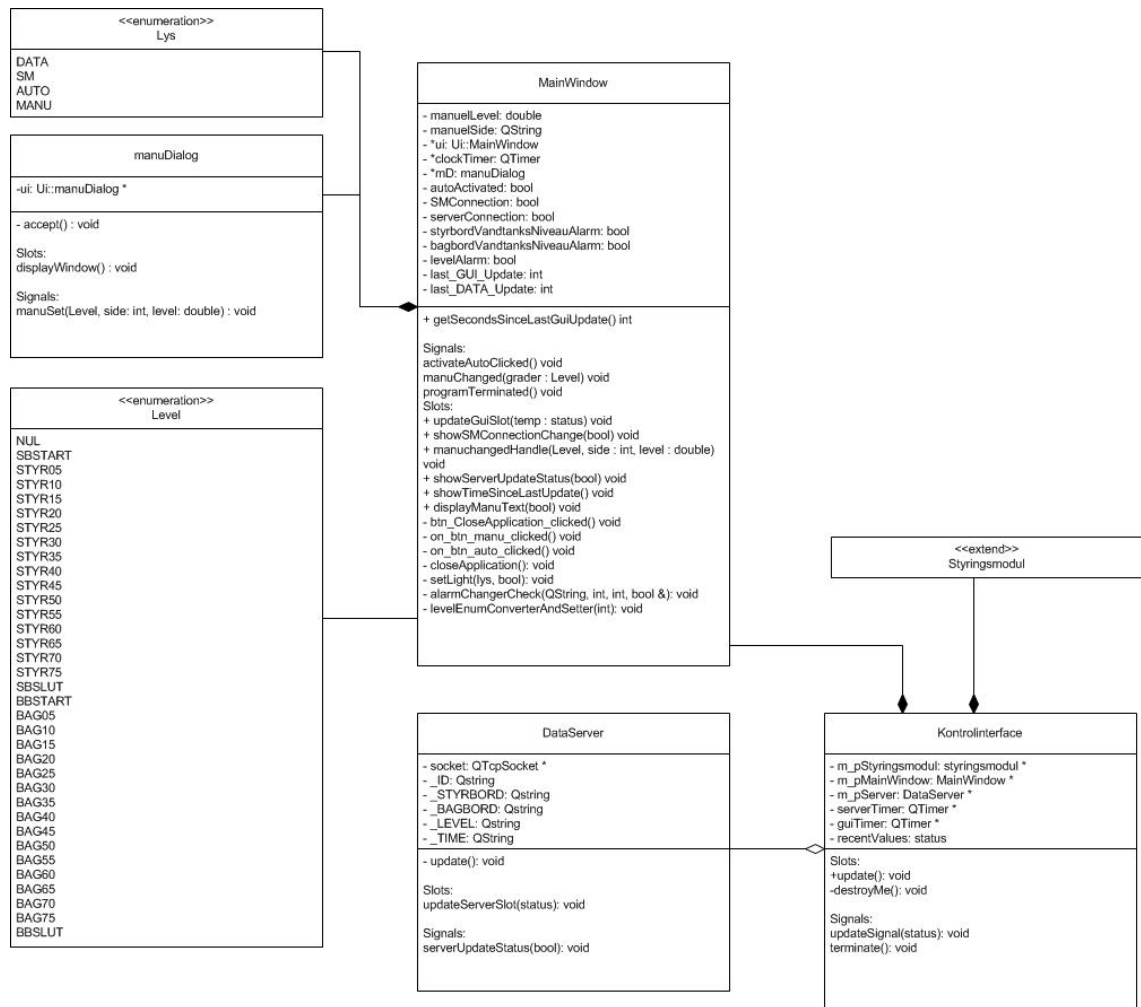 <<enumeration>>
Lys
DATA
SM
AUTO
MANU
manuDialog
-ui: Ui::manuDialog *
- accept() : void
Slots:
displayWindow() : void
Signals:
manuSet(Level, side: int, level: double) : void
<<enumeration>>
Level
NUL
SBSTART
STYR05
STYR10
STYR15
STYR20
STYR25
STYR30
STYR35
STYR40
STYR45
STYR50
STYR55
STYR60
STYR65
STYR70
STYR75
SBSLUT
BBSTART
BAG05
BAG10
BAG15
BAG20
BAG25
BAG30
BAG35
BAG40
BAG45
BAG50
BAG55
BAG60
BAG65
BAG70
BAG75
BBSLUT
MainWindow
- manuelLevel: double
- manuelSide: QString
- *ui: Ui::MainWindow
- *clockTimer: QTimer
- *mD: manuDialog
- autoActivated: bool
- SMConnection: bool
- serverConnection: bool
- styrbordVandtanksNiveauAlarm: bool
- bagbordVandtanksNiveauAlarm: bool
- levelAlarm: bool
- last_GUI_Update: int
- last_DATA_Update: int
+ getSecondsSinceLastGuiUpdate() int
Signals:
activateAutoClicked() void
manuChanged(grader : Level) void
programTerminated() void
Slots:
+ updateGuiSlot(temp : status) void
+ showSMConnectionChange(bool) void
+ manuchangedHandle(Level, side : int, level : double)
void
+ showServerUpdateStatus(bool) void
+ showTimeSinceLastUpdate() void
+ displayManuText(bool) void
- btn_CloseApplication_clicked() void
- on_btn_manu_clicked() void
- on_btn_auto_clicked() void
- closeApplication(): void
- setLight(lys, bool): void
- alarmChangerCheck(QString, int, int, bool &): void
- levelEnumConverterAndSetter(int): void
<<extend>>
Styringsmodul
DataServer
- socket: QTcpSocket *
- _ID: Qstring
- _STYRBORD: Qstring
- _BAGBORD: Qstring
- _LEVEL: Qstring
- _TIME: QString
- update(): void
Slots:
updateServerSlot(status): void
Signals:
serverUpdateStatus(bool): void
Kontrolinterface
- m_pStyringsmodul: styringsmodul *
- m_pMainWindow: MainWindow *
- m_pServer: DataServer *
- serverTimer: QTimer *
- guiTimer: QTimer *
- recentValues: status
Slots:
+update(): void
-destroyMe(): void
Signals:
updateSignal(status): void
terminate(): void